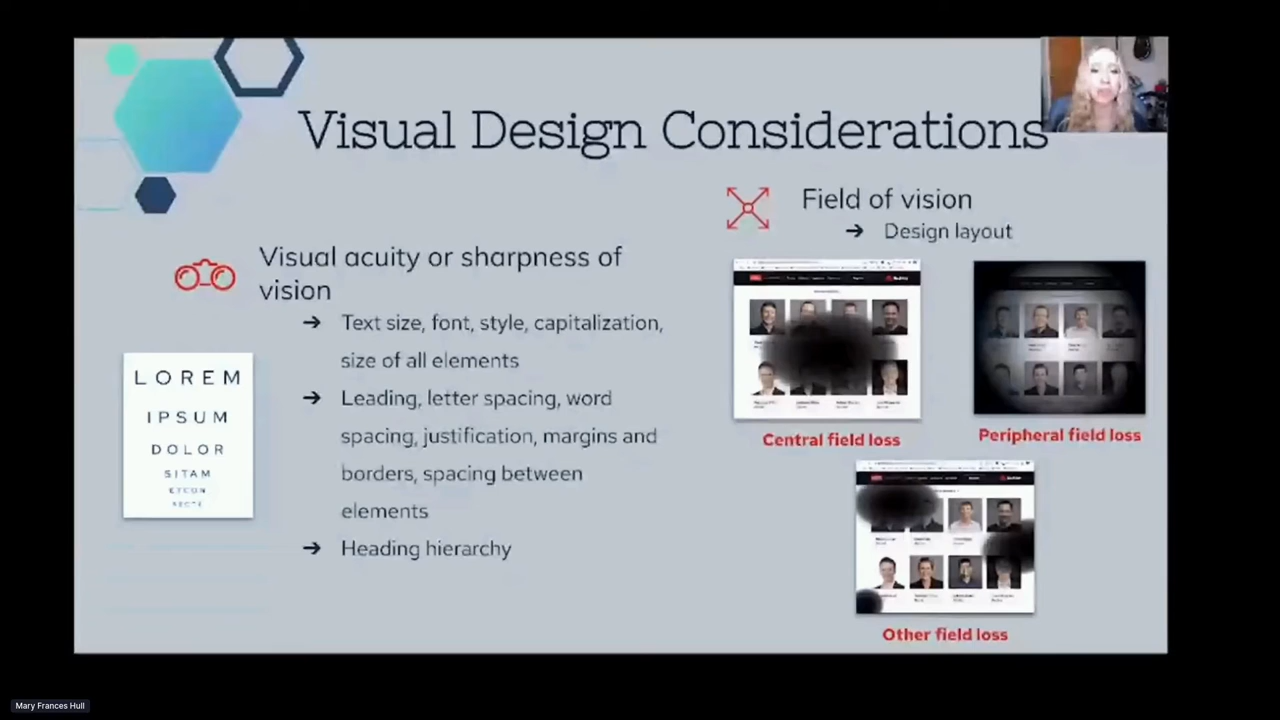 Visual Design Considerations
Visual acuity or sharpness of
vision
Text size, font, style, capitalization,
size of all elements
Leading, letter spacing, word
spacing, justification, margins and
borders, spacing between
elements
Heading hierarchy
LOREM
IPSUM
DOLOR
SITAM
ETCON
Field of vision
Design layout
Central field loss
Peripheral field loss
Other field loss
Mary Frances Hull